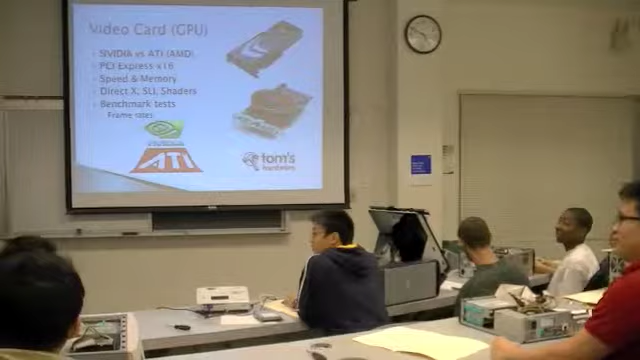 Video Card (GPU)
NVIDIA vs ATI (AMD)
PCI Express x16
Speed & Memory
Direct X, SLI, Shaders
Benchmark tests
Frame rates
NVIDIA
ATI
tom's
hardware